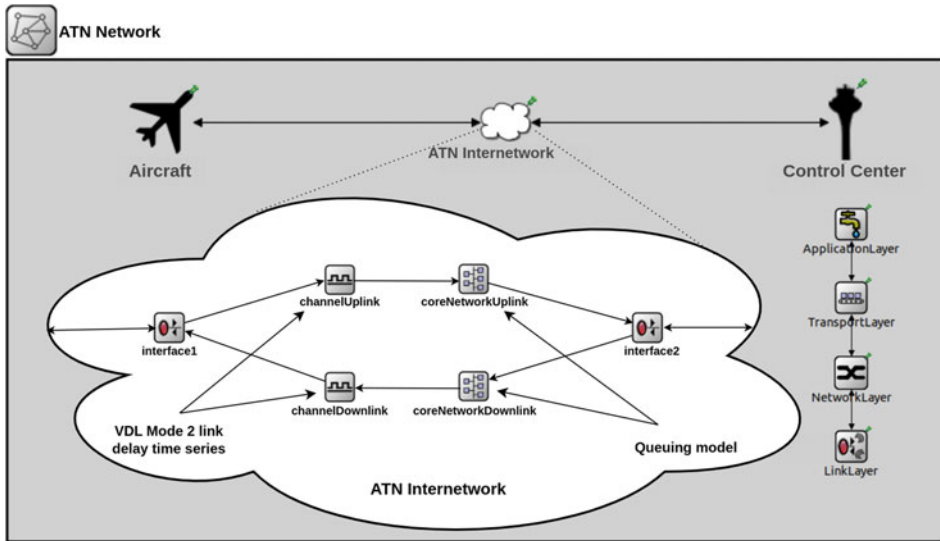 ATN Network
Aircraft
ATN Internetwork
Control Center
ApplicationLayer
TransportLayer
NetworkLayer
LinkLayer
channelUplink
coreNetworkUplink
interface1
interface2
channelDownlink
coreNetworkDownlink
VDL Mode 2 link
delay time series
Queuing model
ATN Internetwork